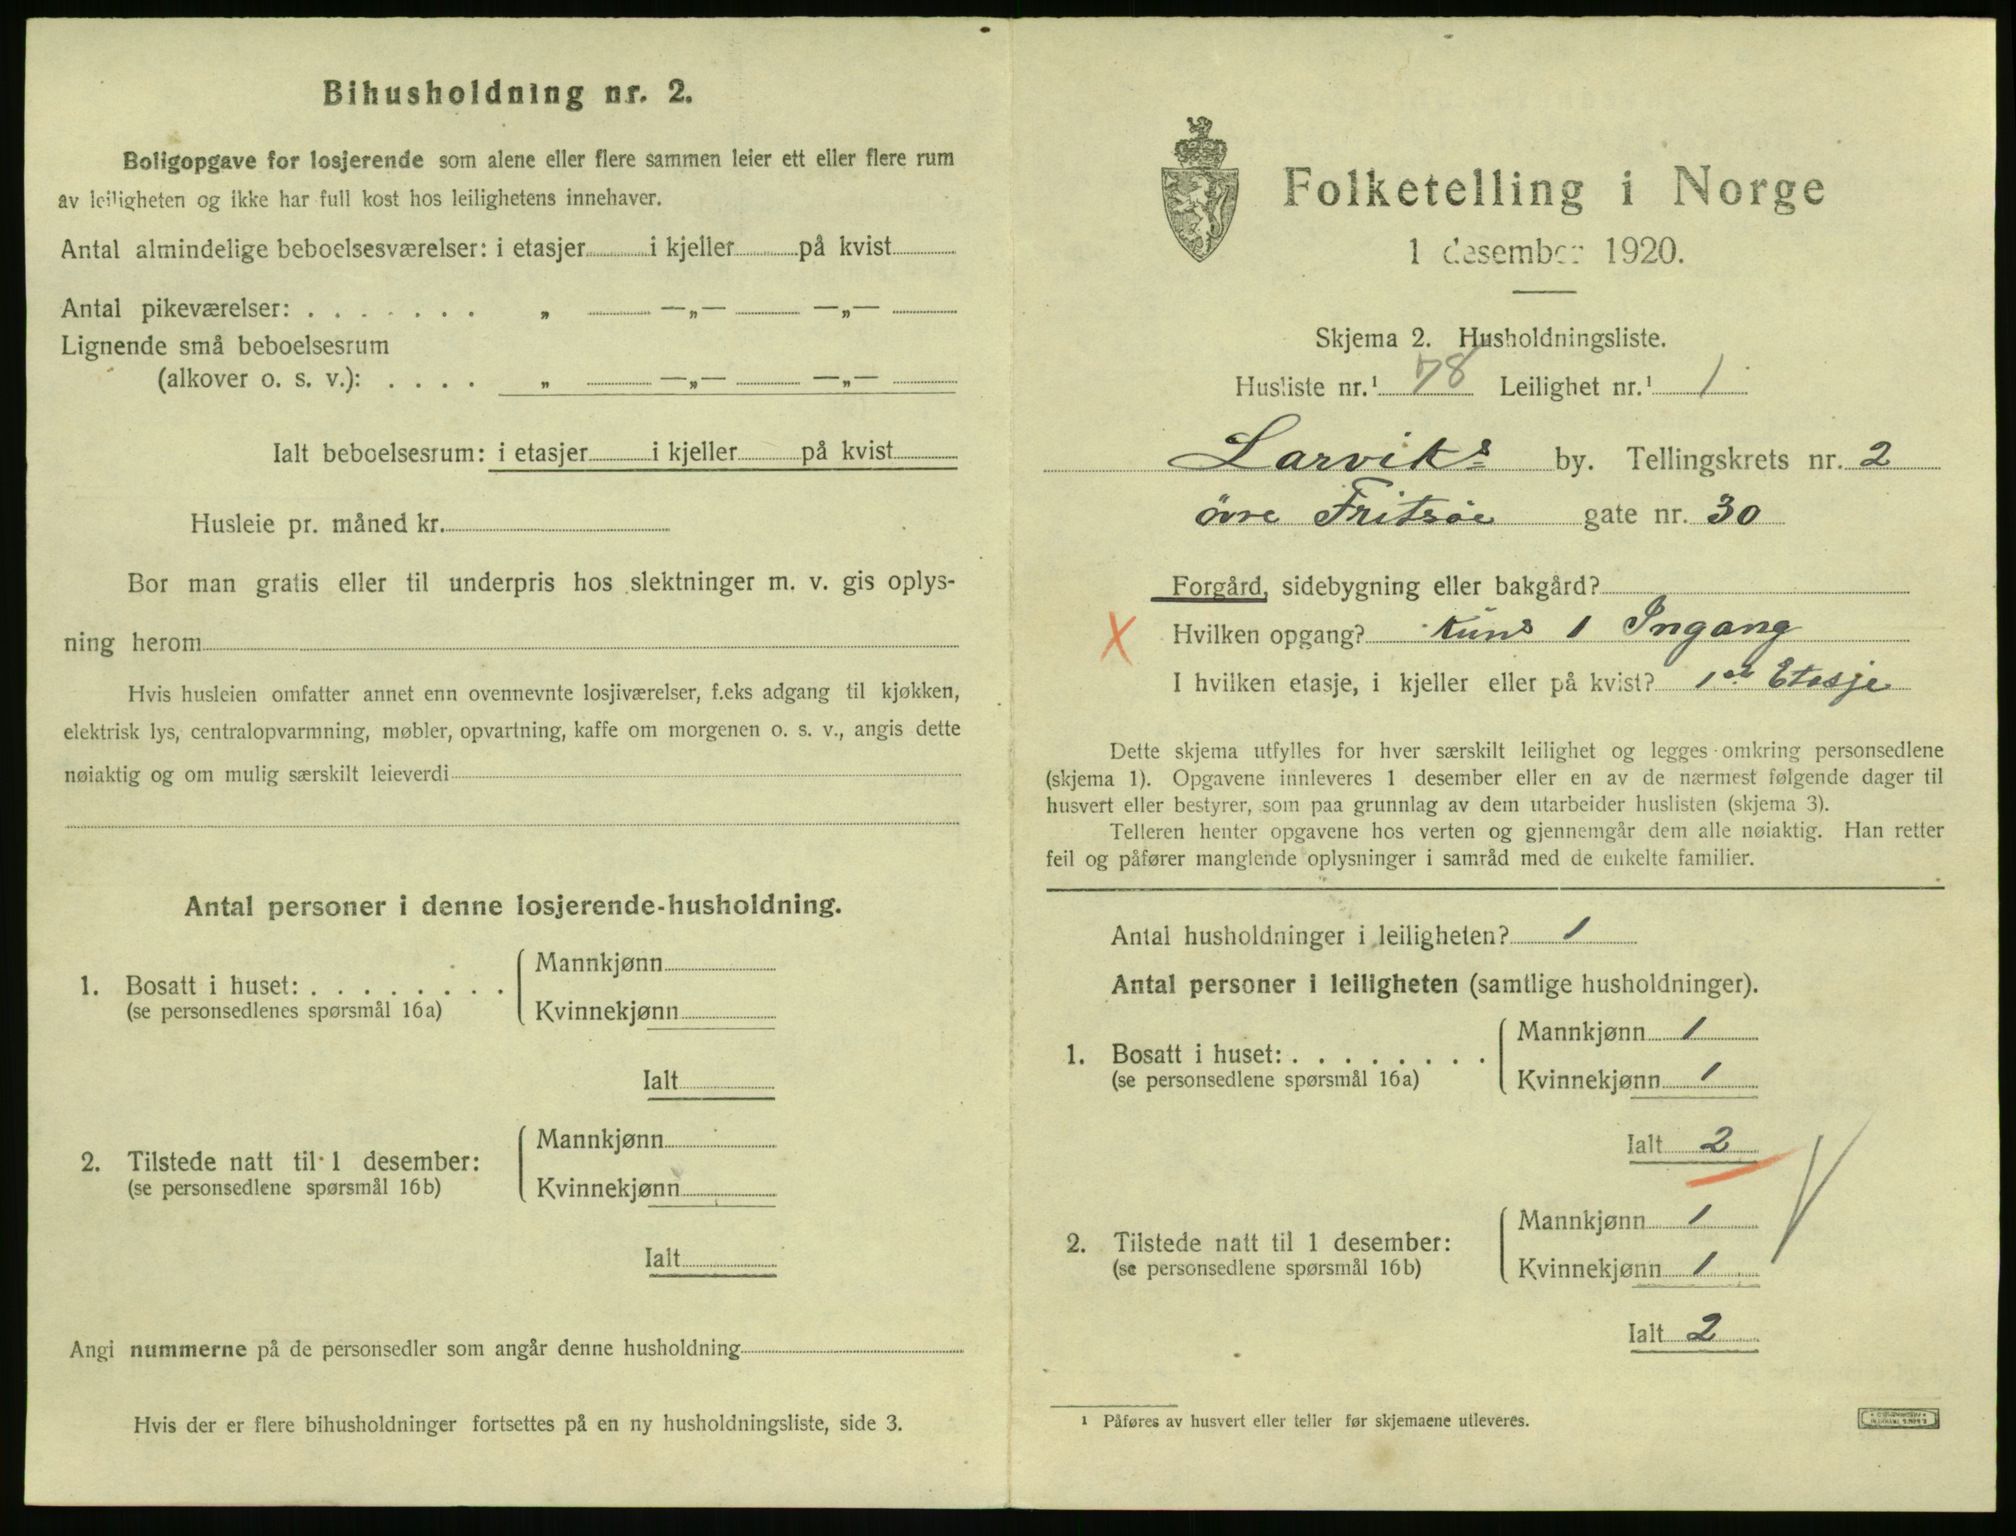 Bihusholdning nr. 2.
Boligopgave for losjerende som alene eller flere sammen leier ett eller flere rum
av leiligheten og ikke har full kost hos leilighetens innehaver.
Antal almindelige beboelsesværelser: i etasjer i kjeller på kvist
Antal pikeværelser: . . . . . . . „ —„— —„—
Lignende små beboelsesrum
(alkover o. s. v.): . . . . „ —„— —„—
Ialt beboelsesrum: i etasjer i kjeller på kvist
Husleie pr. måned kr.
Bor man gratis eller til underpris hos slektninger m. v. gis oplys-
ning herom
Hvis husleien omfatter annet enn ovennevnte losjiværelser, f.eks adgang til kjøkken,
elektrisk lys, centralopvarmning, møbler, opvartning, kaffe om morgenen o. s. v., angis dette
nøiaktig og om mulig særskilt leieverdi
Antal personer i denne losjerende-husholdning.
1. Bosatt i huset: . . . . . . . . Mannkjønn
(se personsedlenes spørsmål 16a) Kvinnekjønn
Ialt
2. Tilstede natt til 1 desember: Mannkjønn
(se personsedlene spørsmål 16b) Kvinnekjønn
Ialt
Angi nummerne på de personsedler som angår denne husholdning
Hvis der er flere bihusholdninger fortsettes på en ny husholdningsliste, side 3.
Folketelling i Norge
1 desember 1920.
Skjema 2. Husholdningsliste.
Husliste nr.¹ 78 Leilighet nr.¹ 1
Larviks by. Tellingskrets nr. 2
övre Fritsöe gate nr. 30
Forgård, sidebygning eller bakgård?
X Hvilken opgang? Kuns 1 Ingang
I hvilken etasje, i kjeller eller på kvist? 1st Etasje
Dette skjema utfylles for hver særskilt leilighet og legges omkring personsedlene
(skjema 1). Opgavene innleveres 1 desember eller en av de nærmest følgende dager til
husvert eller bestyrer, som paa grunnlag av dem utarbeider huslisten (skjema 3).
Telleren henter opgavene hos verten og gjennemgår dem alle nøiaktig. Han retter
feil og påfører manglende oplysninger i samråd med de enkelte familier.
Antal husholdninger i leiligheten? 1
Antal personer i leiligheten (samtlige husholdninger).
1. Bosatt i huset: . . . . . . . . Mannkjønn 1
(se personsedlene spørsmål 16a) Kvinnekjønn 1
Ialt 2
2. Tilstede natt til 1 desember: Mannkjønn 1
(se personsedlene spørsmål 16b) Kvinnekjønn 1
Ialt 2
¹ Påføres av husvert eller teller før skjemaene utleveres.